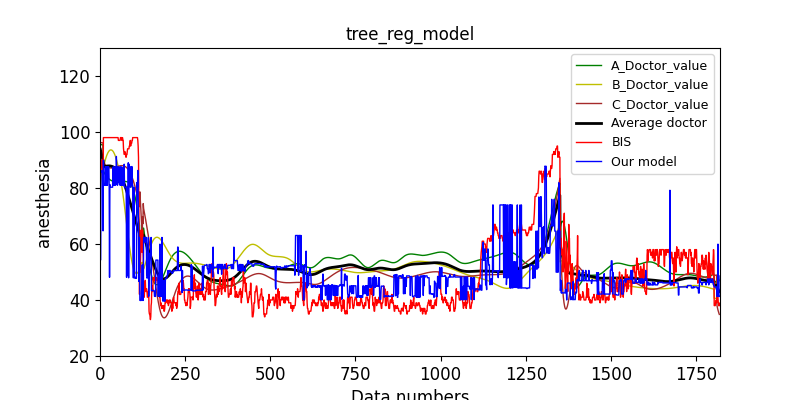 tree_reg_model
anesthesia
120
100
80
60
40
20
0
250
500
750
1000
1250
1500
1750
Data numbers
A_Doctor_value
B_Doctor_value
C_Doctor_value
Average doctor
BIS
Our model